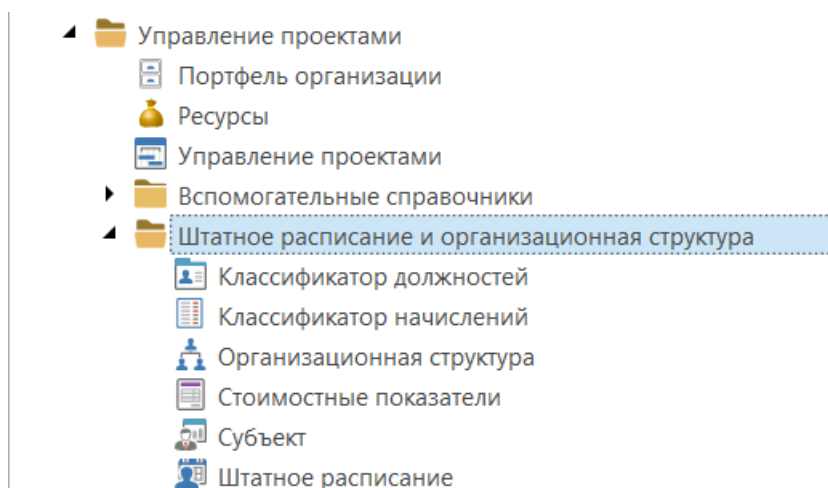 Управление проектами
Портфель организации
Ресурсы
Управление проектами
Вспомогательные справочники
Штатное расписание и организационная структура
Классификатор должностей
Классификатор начислений
Организационная структура
Стоимостные показатели
Субъект
Штатное расписание